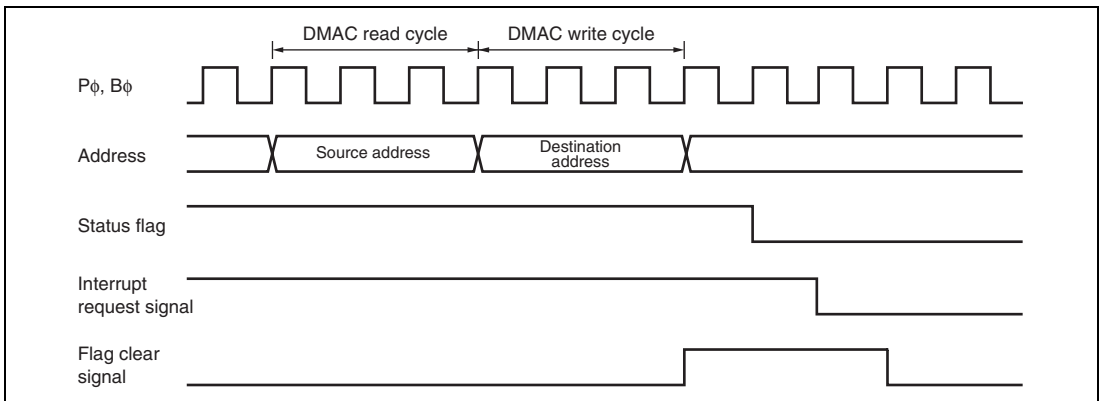 DMAC read cycle DMAC write cycle
Pϕ, Bϕ
Address
Source address
Destination
address
Status flag
Interrupt
request signal
Flag clear
signal